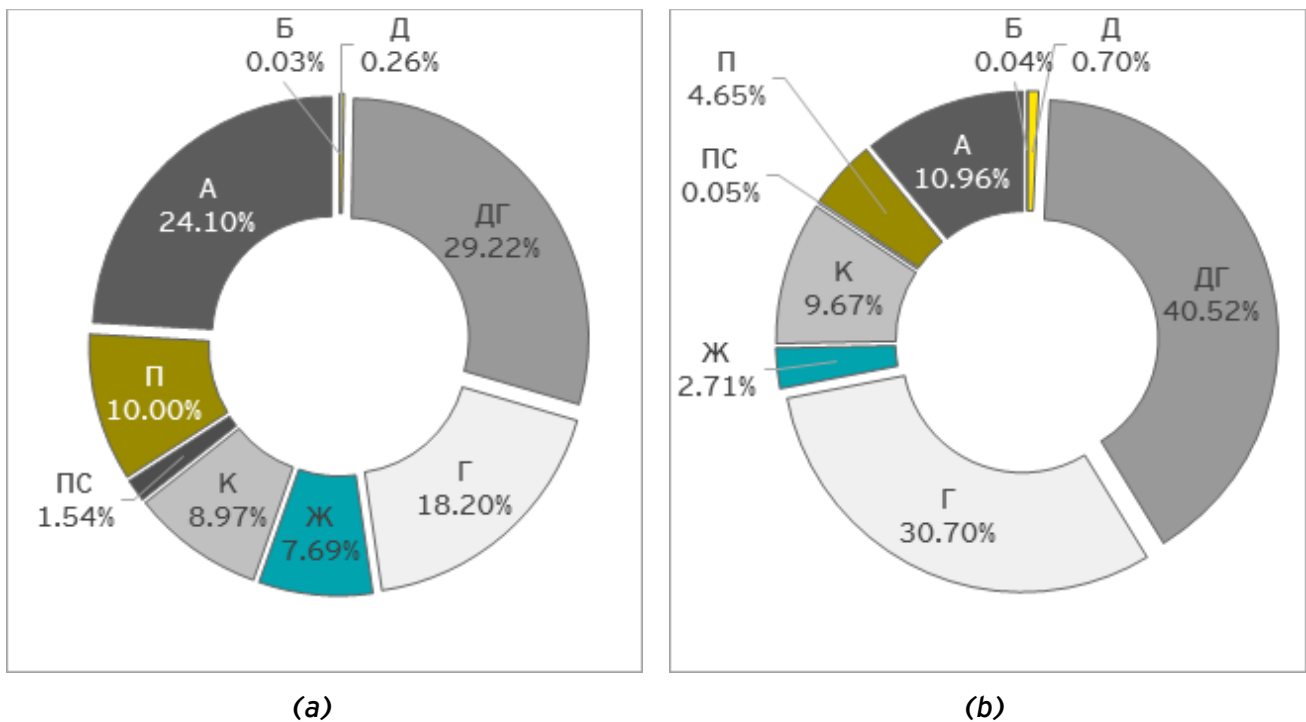 Б
0.03%
Д
0.26%
ДГ
29.22%
Г
18.20%
Ж
7.69%
К
8.97%
ПС
1.54%
П
10.00%
А
24.10%
(a)
Б
0.04%
Д
0.70%
ДГ
40.52%
Г
30.70%
Ж
2.71%
К
9.67%
ПС
0.05%
П
4.65%
А
10.96%
(b)